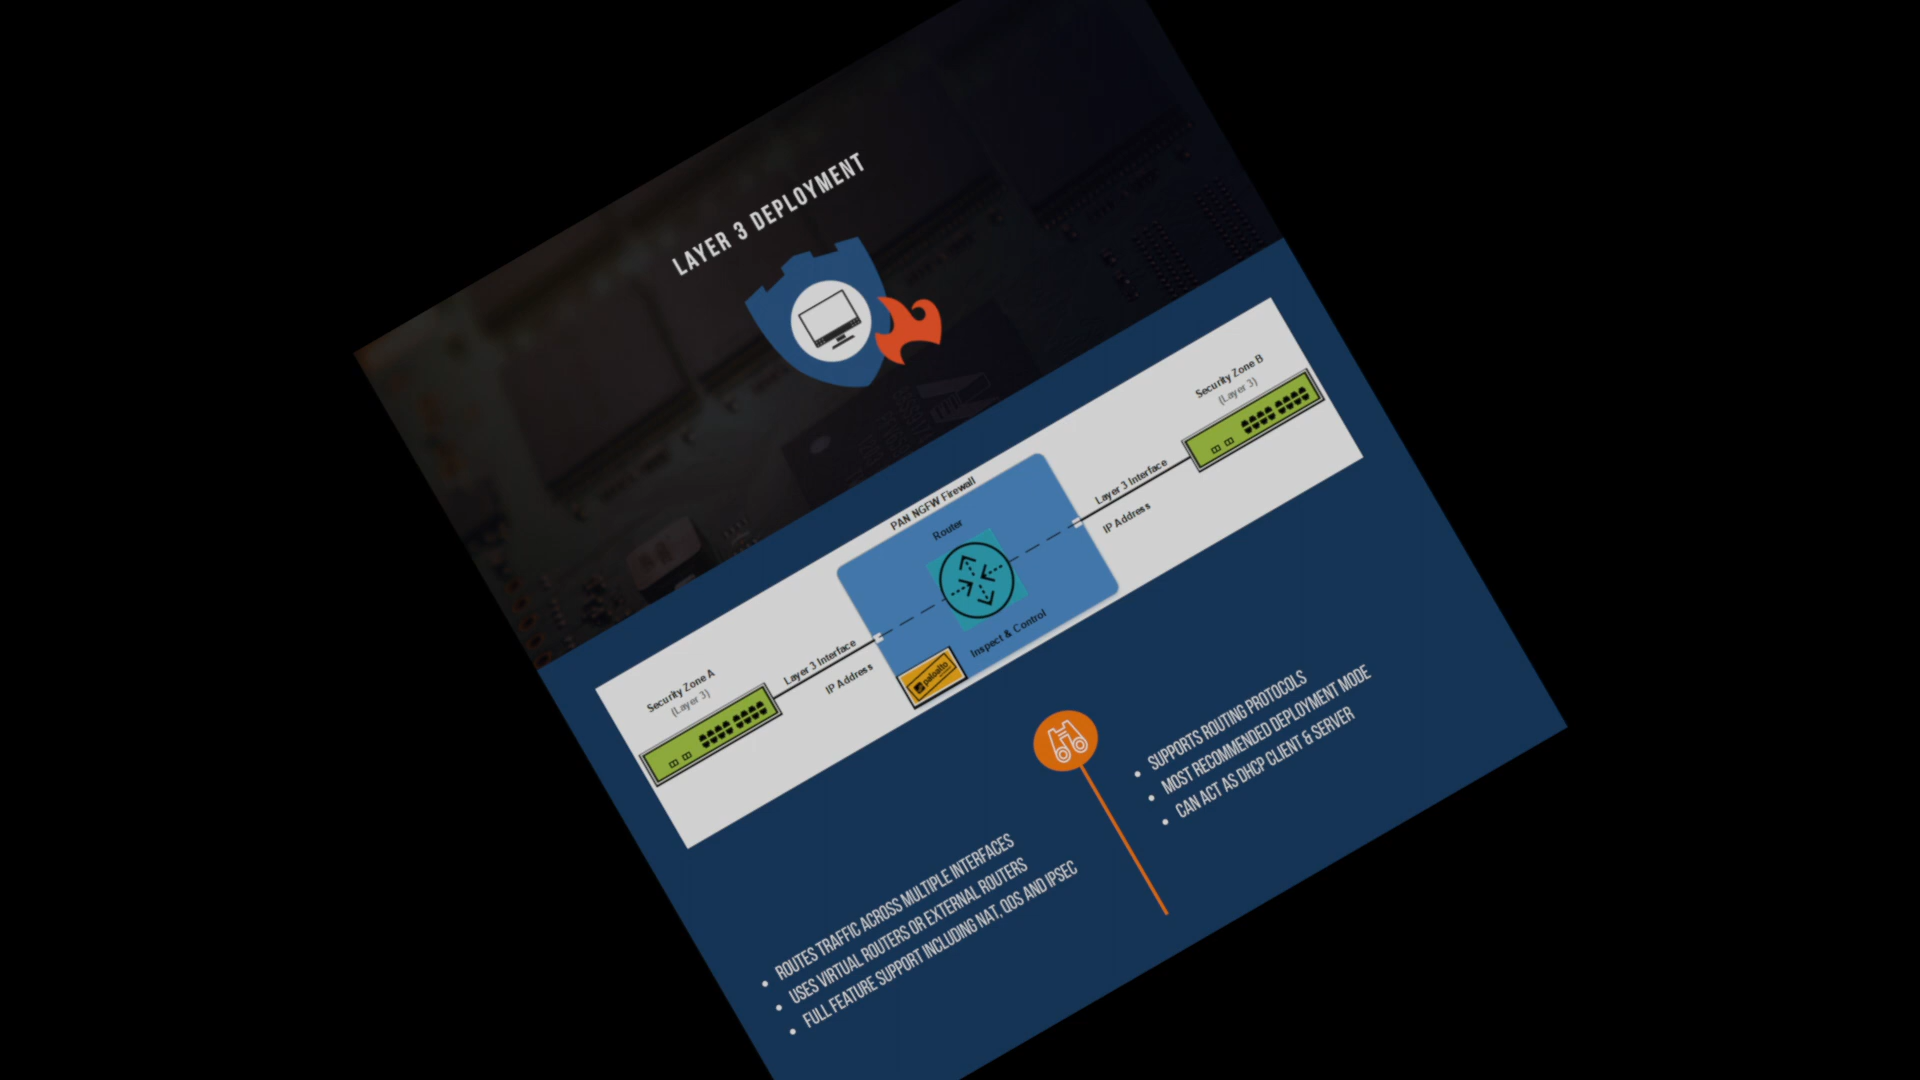 LAYER 3 DEPLOYMENT
PAN NGFW Firewall
Router
Inspect & Control
paloalto
Security Zone A
(Layer 3)
Layer 3 Interface
IP Address
Security Zone B
(Layer 3)
Layer 3 Interface
IP Address
• ROUTES TRAFFIC ACROSS MULTIPLE INTERFACES
• USES VIRTUAL ROUTERS OR EXTERNAL ROUTERS
• FULL FEATURE SUPPORT INCLUDING NAT, QOS AND IPSEC
• SUPPORTS ROUTING PROTOCOLS
• MOST RECOMMENDED DEPLOYMENT MODE
• CAN ACT AS DHCP CLIENT & SERVER